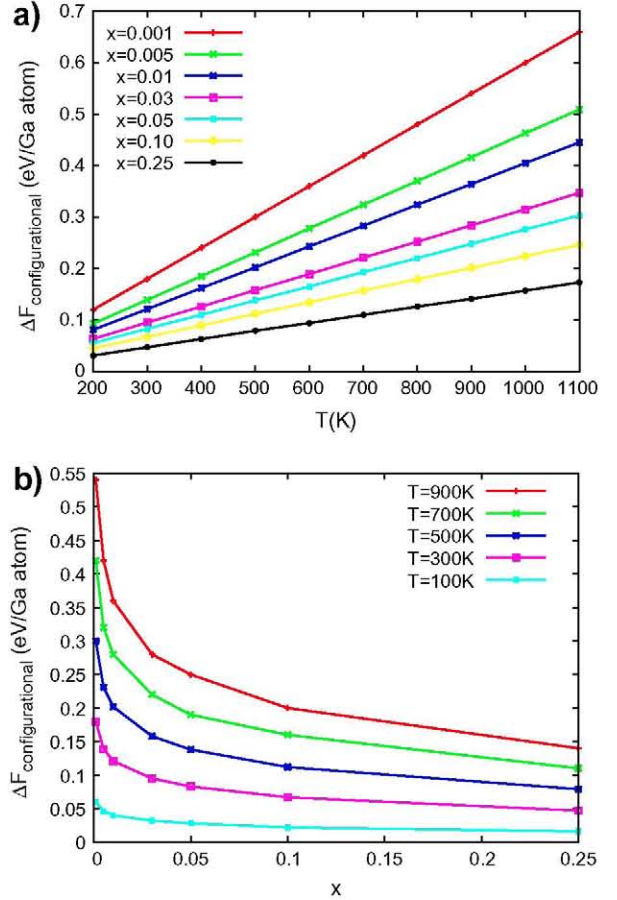 a)
ΔFconfigurational (eV/Ga atom)
0.7
0.6
0.5
0.4
0.3
0.2
0.1
0
x=0.001
x=0.005
x=0.01
x=0.03
x=0.05
x=0.10
x=0.25
200 300 400 500 600 700 800 900 1000 1100
T(K)
b)
ΔFconfigurational (eV/Ga atom)
0.55
0.5
0.45
0.4
0.35
0.3
0.25
0.2
0.15
0.1
0.05
0
T=900K
T=700K
T=500K
T=300K
T=100K
0 0.05 0.1 0.15 0.2 0.25
x